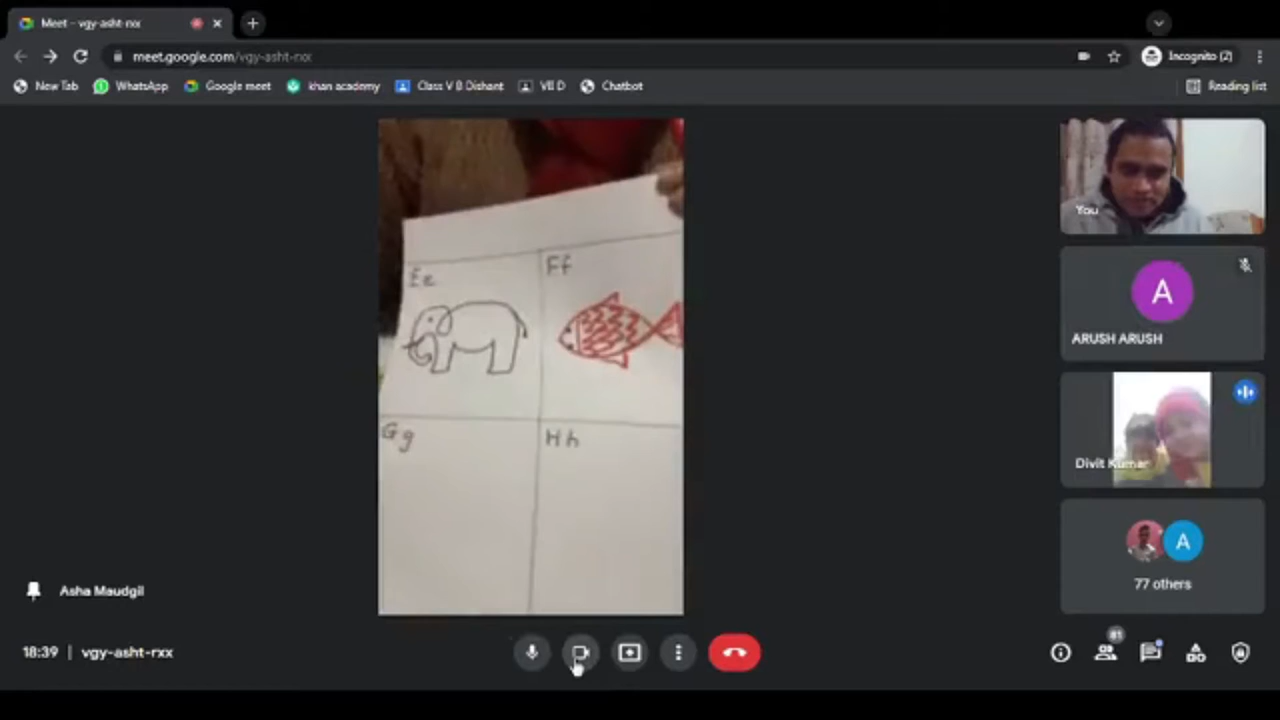 Meet - vgy-asht-rxx
meet.google.com/vgy-asht-rxx
Incognito (2)
New Tab
WhatsApp
Google meet
khan academy
Class V B Dishant
VII D
Chatbot
Reading list
Ee
Ff
Gg
Hh
You
A
ARUSH ARUSH
Divit Kumar
A
77 others
Asha Maudgil
18:39 | vgy-asht-rxx
81